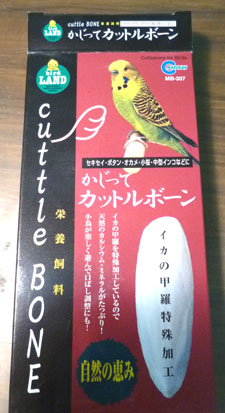 cuttle BONE
かじってカットルボーン
bird
LAND
Cuttlebone for Birds
MB-307
bird
LAND
cuttle BONE
栄養飼料
セキセイ・ボタン・オカメ・小桜・中型インコなどに
かじって
カットルボーン
イカの甲羅を特殊加工しているので
天然のカルシウム・ミネラルがたっぷり!
小鳥が楽しく遊んで口ばし調整にも!
イカの甲羅特殊加工
自然の恵み